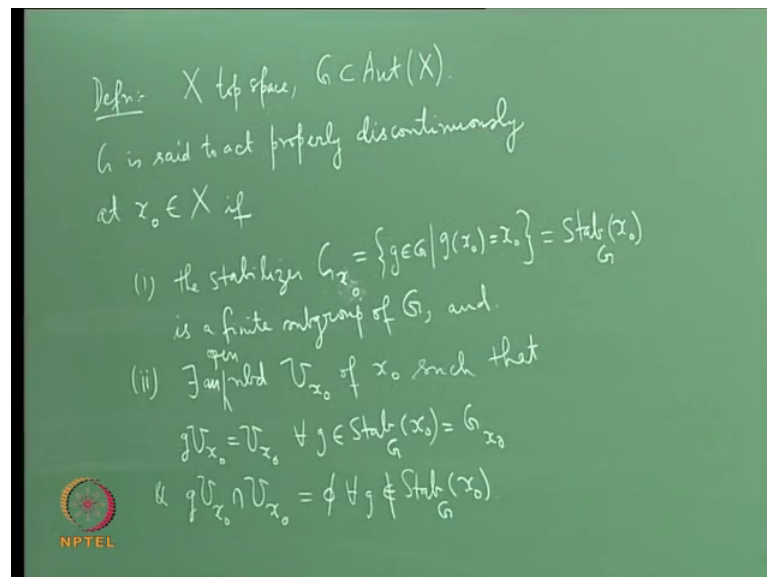 Defn:- X top space, G ⊂ Aut(X).
G is said to act properly discontinuously
at x₀ ∈ X if
(i) the stabilizer G_{x₀} = {g∈G | g(x₀)=x₀} = Stab_G(x₀)
is a finite subgroup of G, and
(ii) ∃ an open nbd U_{x₀} of x₀ such that
gU_{x₀} = U_{x₀} ∀ g ∈ Stab_G(x₀) = G_{x₀}
& gU_{x₀} ∩ U_{x₀} = ϕ ∀ g ∉ Stab_G(x₀).
NPTEL